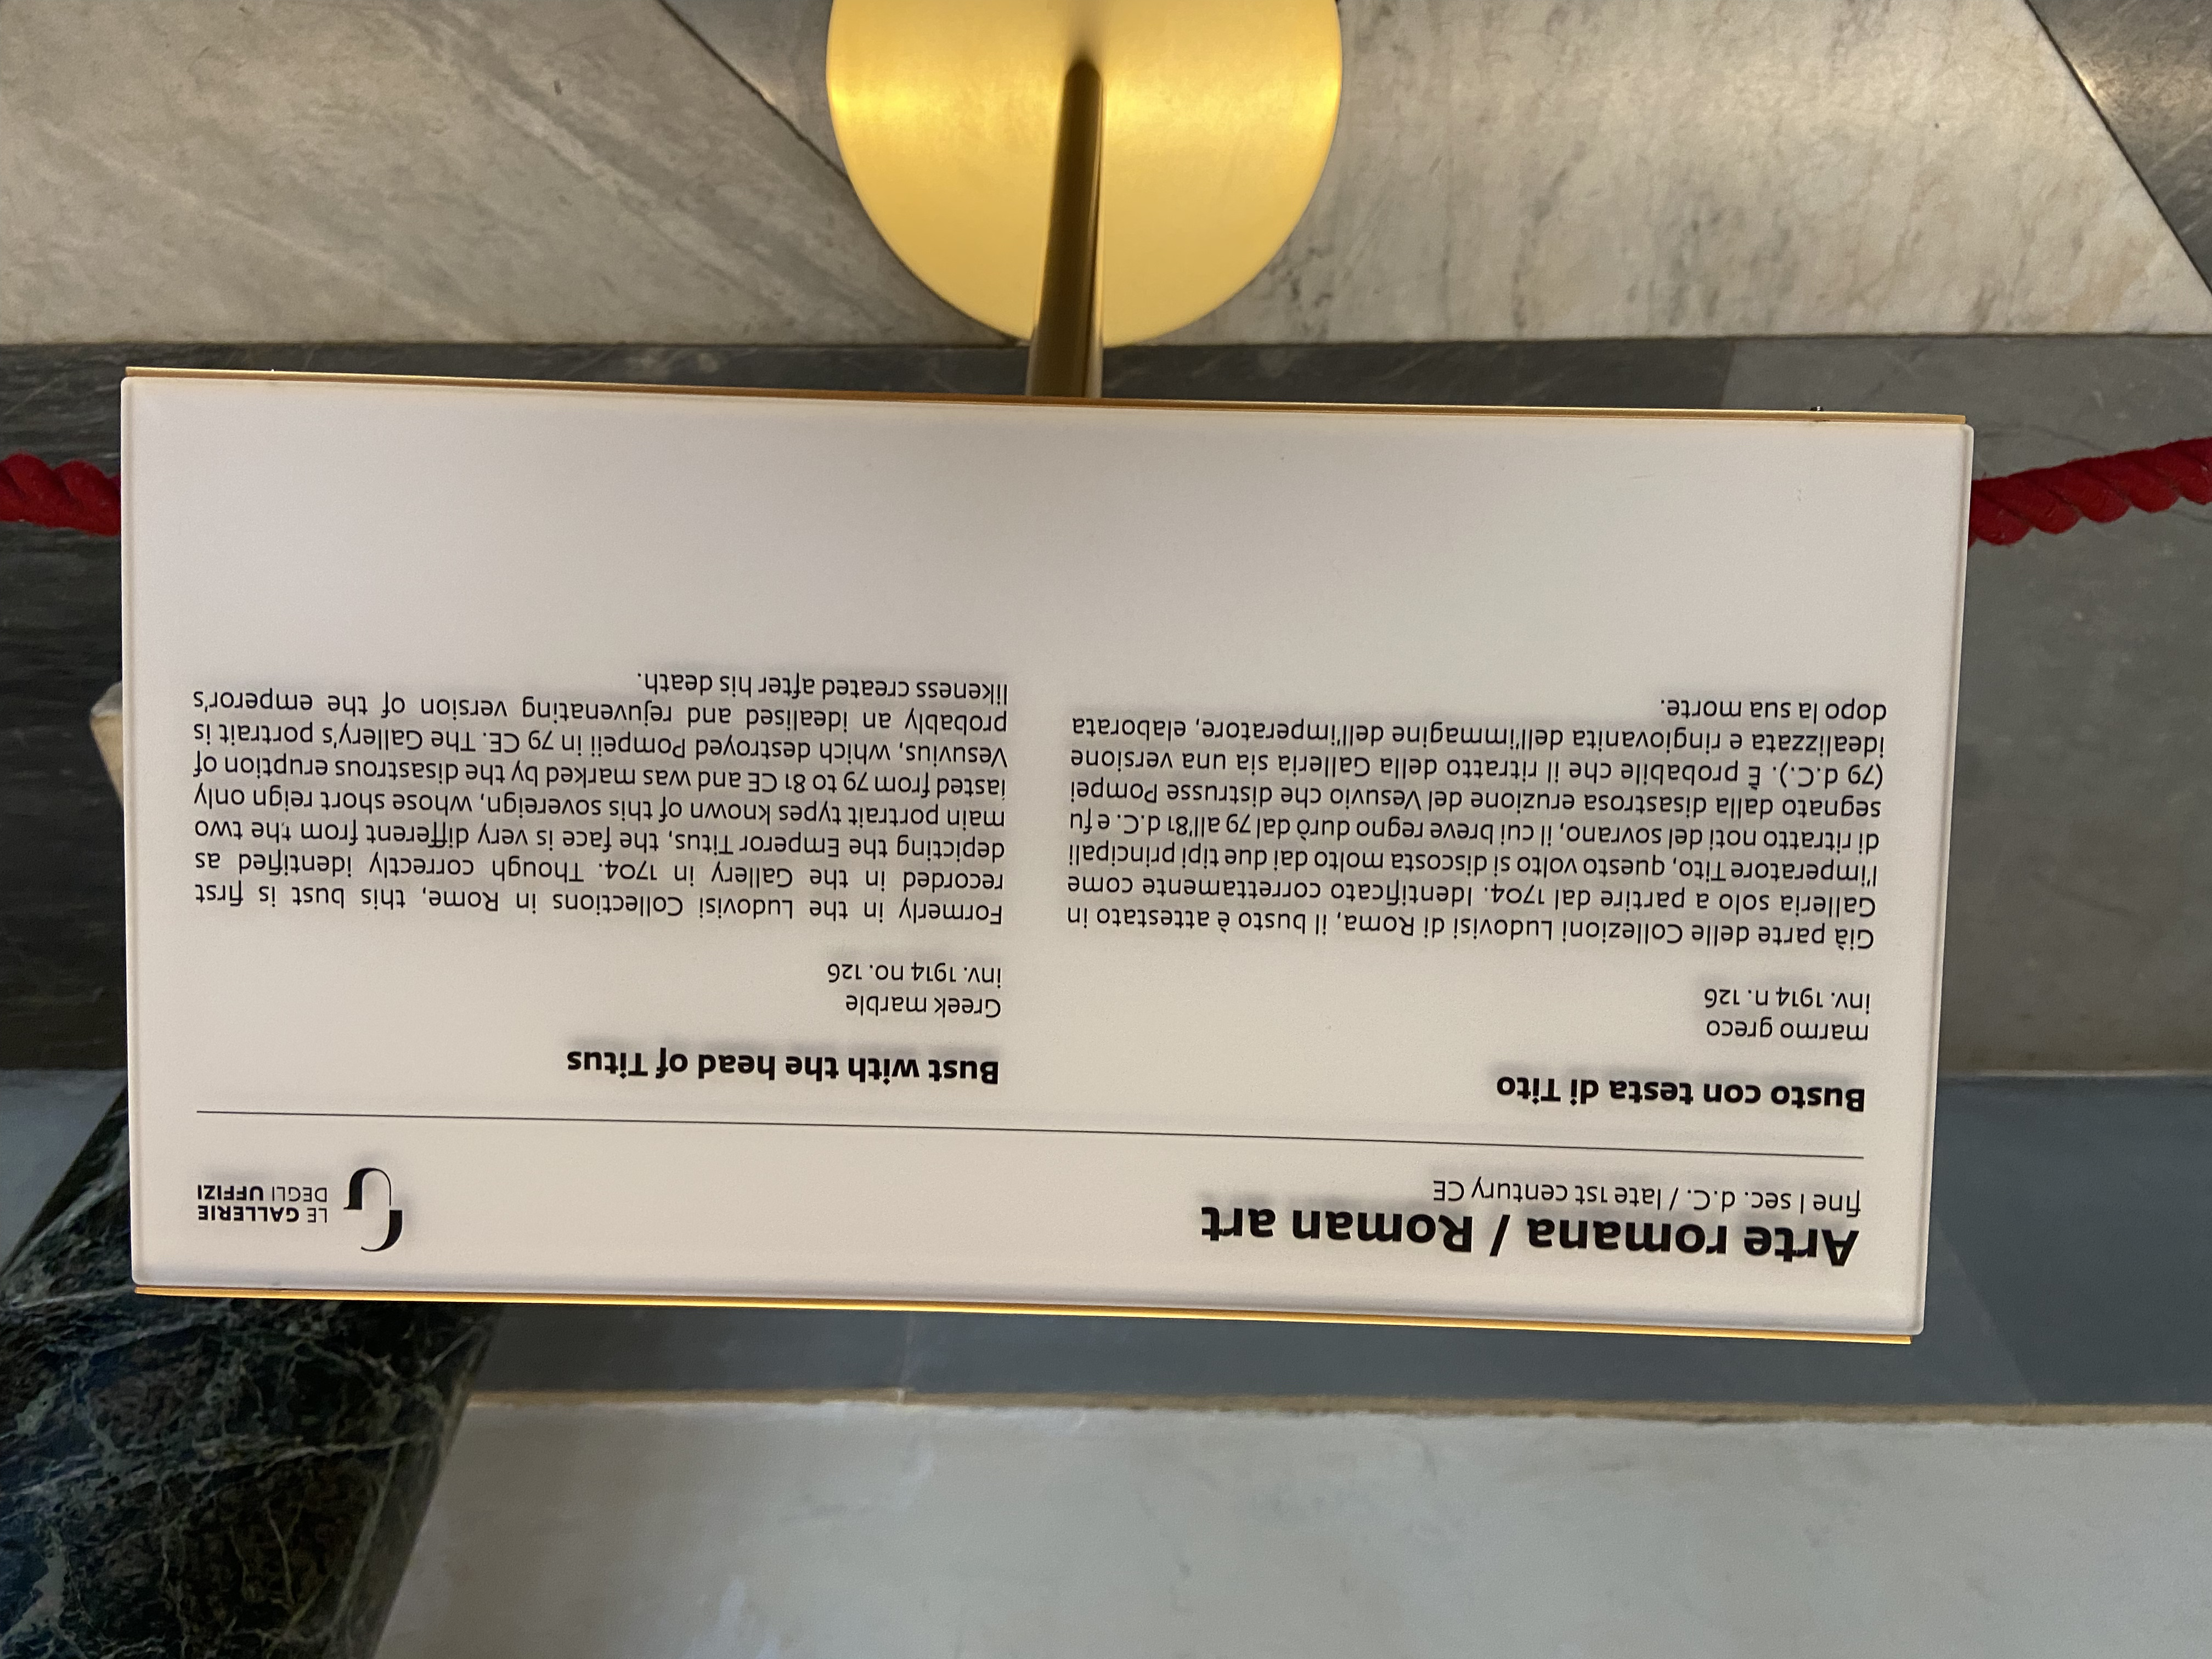 Arte romana / Roman art
fine I sec. d.C. / late 1st century CE
LE GALLERIE
DEGLI UFFIZI
Busto con testa di Tito
marmo greco
inv. 1914 n. 126
Già parte delle Collezioni Ludovisi di Roma, il busto è attestato in
Galleria solo a partire dal 1704. Identificato correttamente come
l'imperatore Tito, questo volto si discosta molto dai due tipi principali
di ritratto noti del sovrano, il cui breve regno durò dal 79 all'81 d.C. e fu
segnato dalla disastrosa eruzione del Vesuvio che distrusse Pompei
(79 d.C.). È probabile che il ritratto della Galleria sia una versione
idealizzata e ringiovanita dell'immagine dell'imperatore, elaborata
dopo la sua morte.
Bust with the head of Titus
Greek marble
inv. 1914 no. 126
Formerly in the Ludovisi Collections in Rome, this bust is first
recorded in the Gallery in 1704. Though correctly identified as
depicting the Emperor Titus, the face is very different from the two
main portrait types known of this sovereign, whose short reign only
lasted from 79 to 81 CE and was marked by the disastrous eruption of
Vesuvius, which destroyed Pompeii in 79 CE. The Gallery's portrait is
probably an idealised and rejuvenating version of the emperor's
likeness created after his death.